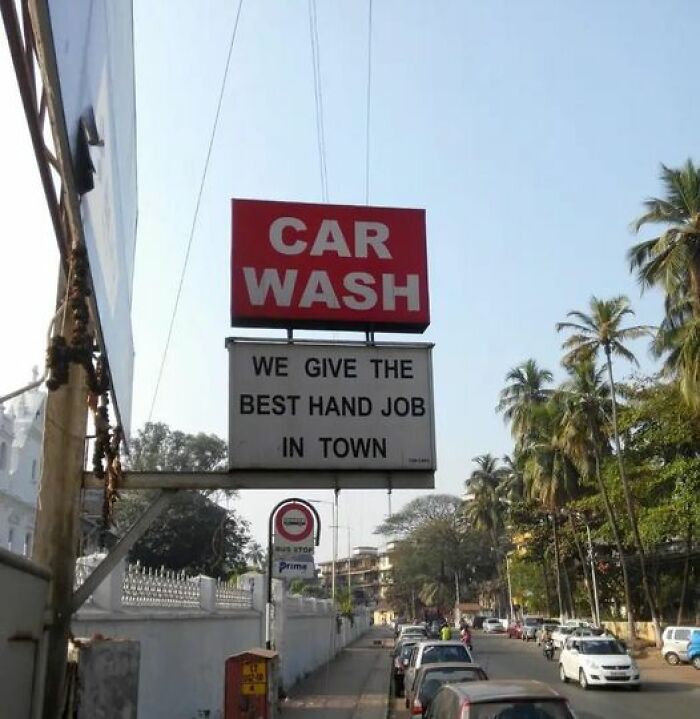 CAR
WASH
WE GIVE THE
BEST HAND JOB
IN TOWN
BUS STOP
Prime